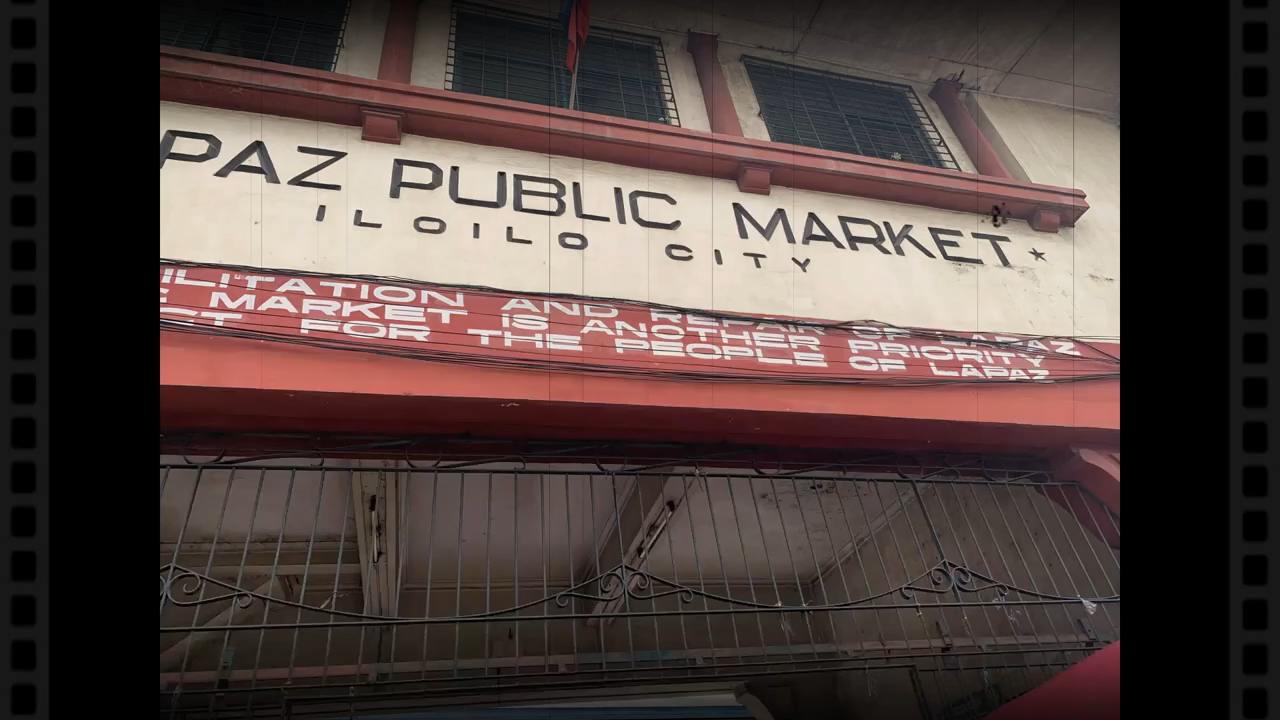 PAZ PUBLIC MARKET
ILOILO CITY
ILITATION AND REPAIR OF LAPAZ
E MARKET IS ANOTHER PRIORITY
CT FOR THE PEOPLE OF LAPAZ